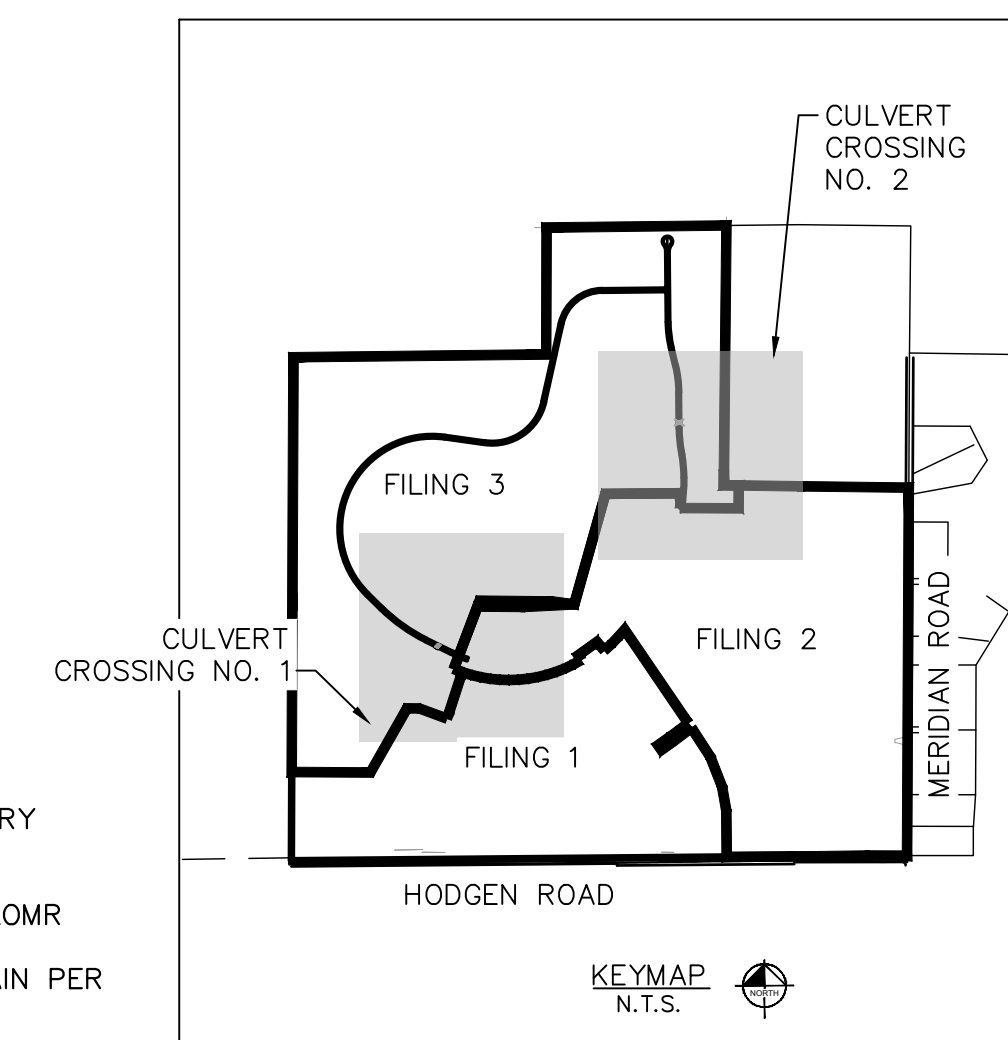 CULVERT
CROSSING
NO. 2
FILING 3
CULVERT
CROSSING NO. 1
FILING 2
MERIDIAN ROAD
FILING 1
RY
HODGEN ROAD
OMR
IN PER
KEYMAP
N.T.S.
NORTH